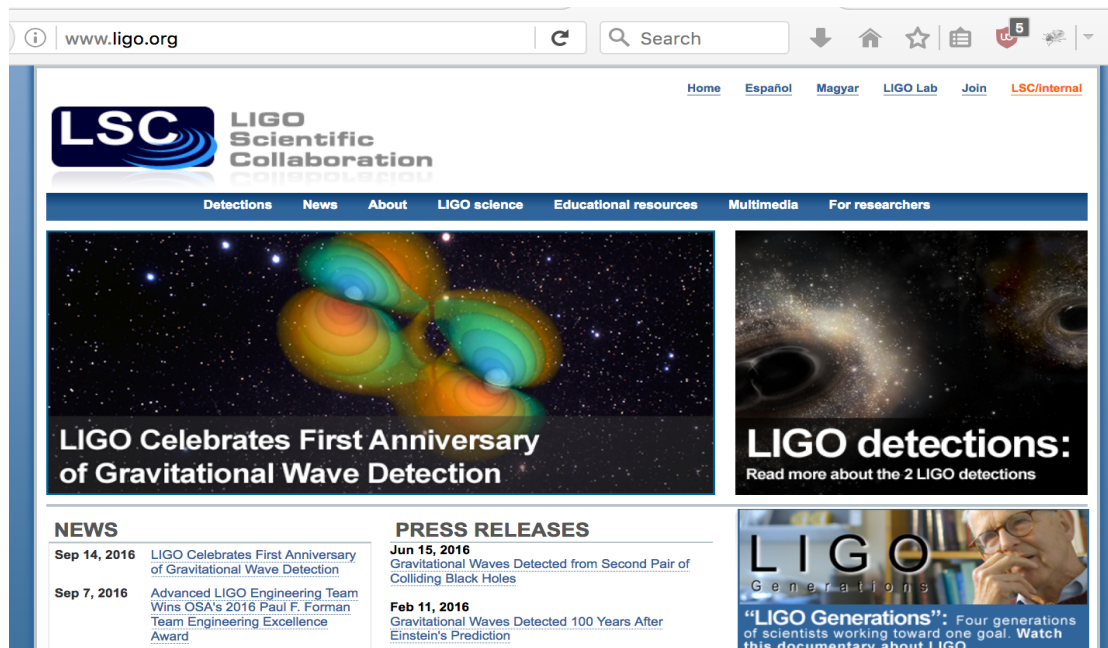 www.ligo.org
Search
5
Home Español Magyar LIGO Lab Join LSC/internal
LSC
LIGO
Scientific
Collaboration
Detections News About LIGO science Educational resources Multimedia For researchers
LIGO Celebrates First Anniversary
of Gravitational Wave Detection
LIGO detections:
Read more about the 2 LIGO detections
NEWS
Sep 14, 2016 LIGO Celebrates First Anniversary
of Gravitational Wave Detection
Sep 7, 2016 Advanced LIGO Engineering Team
Wins OSA's 2016 Paul F. Forman
Team Engineering Excellence
Award
PRESS RELEASES
Jun 15, 2016
Gravitational Waves Detected from Second Pair of
Colliding Black Holes
Feb 11, 2016
Gravitational Waves Detected 100 Years After
Einstein's Prediction
LIGO
Generations
“LIGO Generations”: Four generations
of scientists working toward one goal. Watch
this documentary about LIGO